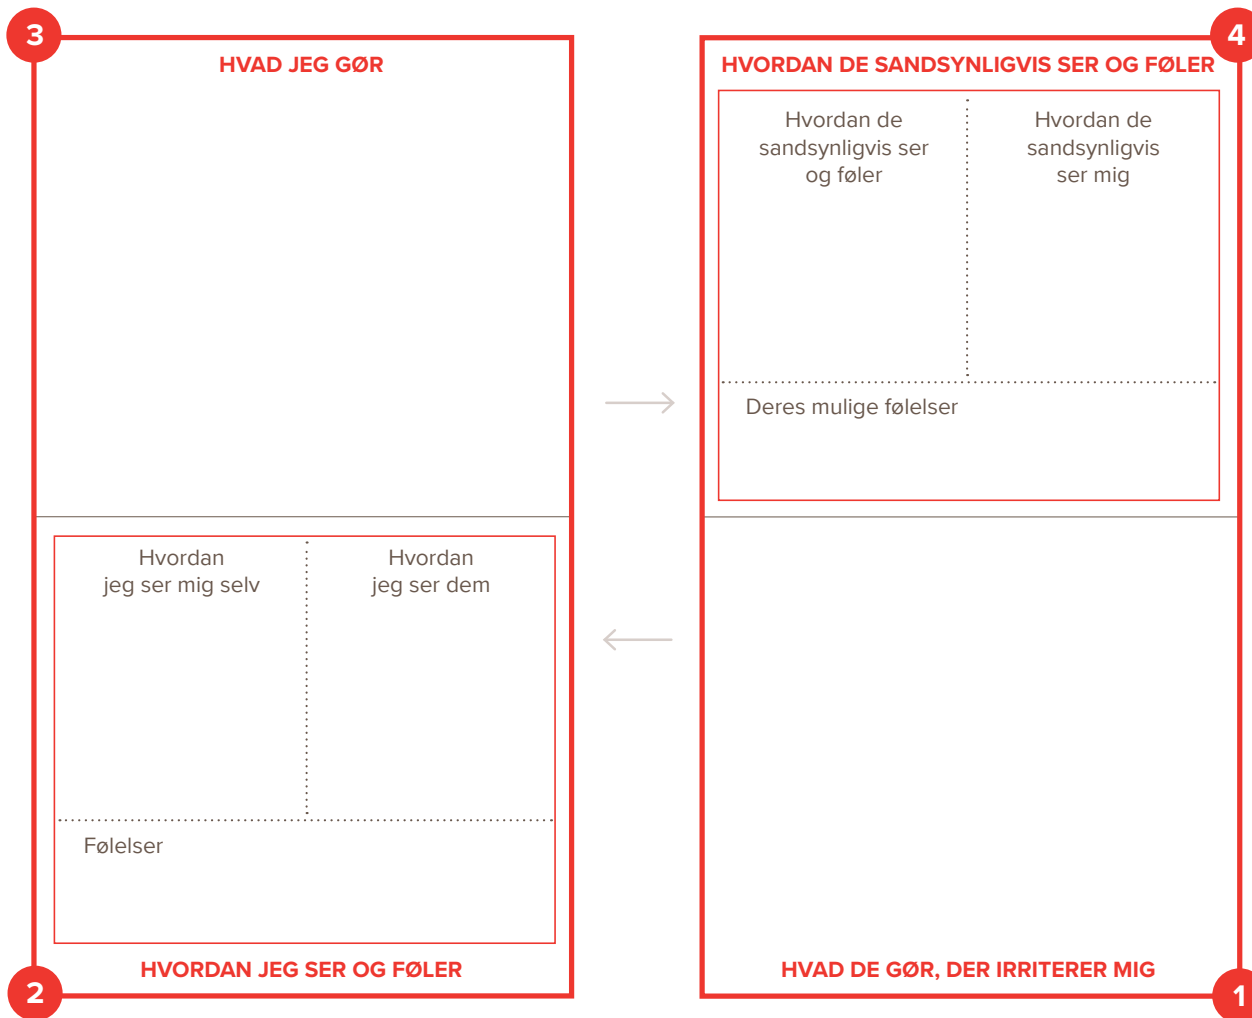 3
HVAD JEG GØR
4
HVORDAN DE SANDSYNLIGVIS SER OG FØLER
Hvordan de
sandsynligvis ser
og føler
Hvordan de
sandsynligvis
ser mig
Deres mulige følelser
Hvordan
jeg ser mig selv
Hvordan
jeg ser dem
Følelser
HVORDAN JEG SER OG FØLER
2
HVAD DE GØR, DER IRRITERER MIG
1